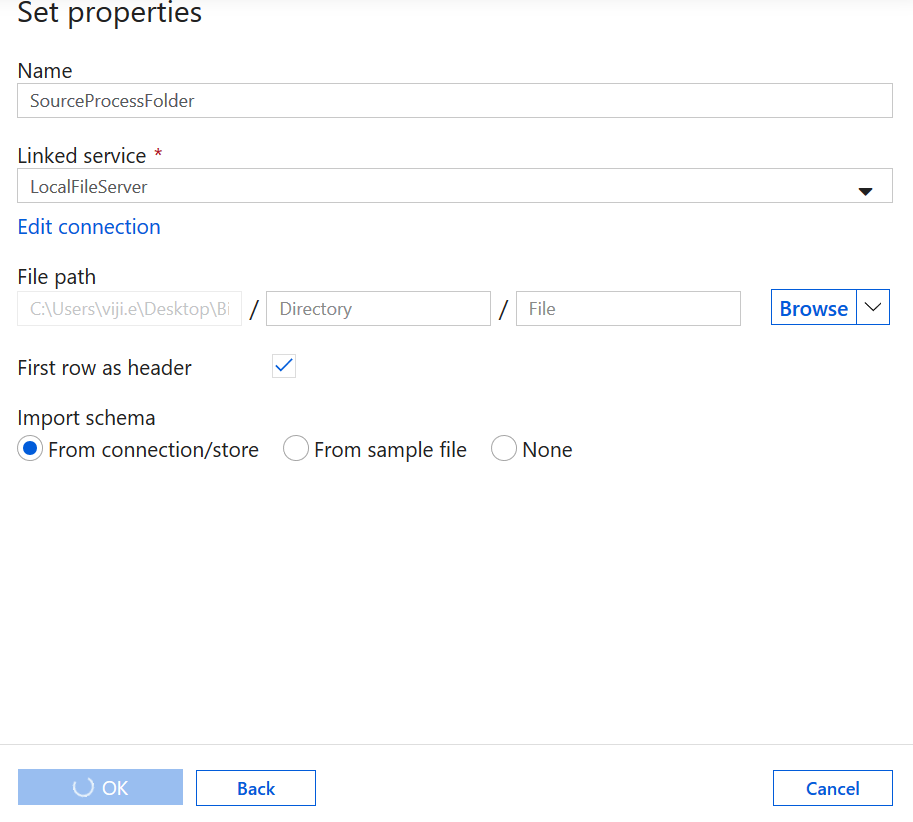 Set properties
Name
SourceProcessFolder
Linked service *
LocalFileServer
Edit connection
File path
C:\Users\viji.e\Desktop\Bi / Directory / File Browse
First row as header
Import schema
From connection/store From sample file None
OK Back Cancel